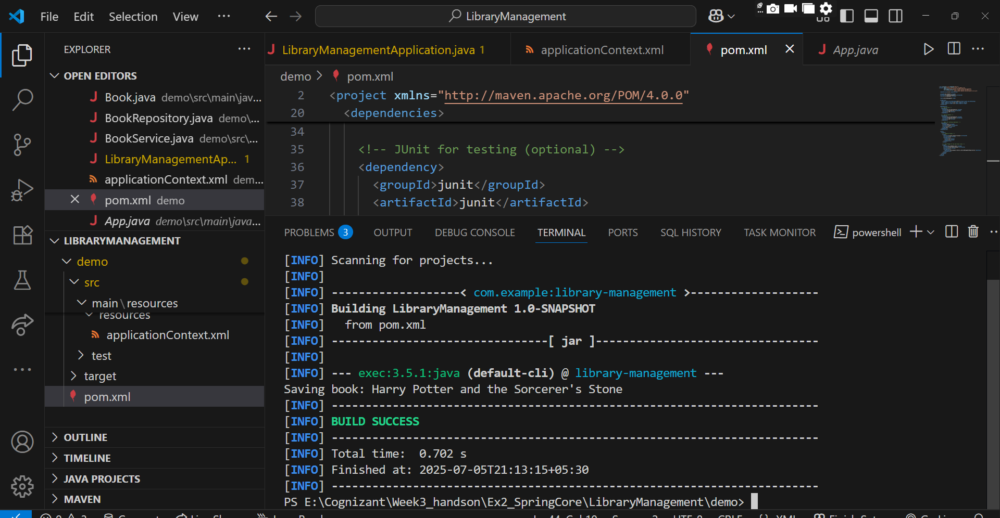 File Edit Selection View ··· LibraryManagement
EXPLORER ···
OPEN EDITORS
Book.java demo\src\main\jav...
BookRepository.java demo\...
BookService.java demo\src\...
LibraryManagementAp... 1
applicationContext.xml dem...
pom.xml demo
App.java demo\src\main\java...
LIBRARYMANAGEMENT
demo
src
main\resources
resources
applicationContext.xml
test
target
pom.xml
OUTLINE
TIMELINE
JAVA PROJECTS
MAVEN
LibraryManagementApplication.java 1 applicationContext.xml pom.xml App.java
demo > pom.xml
2 <project xmlns="http://maven.apache.org/POM/4.0.0"
20 <dependencies>
34
35 <!-- JUnit for testing (optional) -->
36 <dependency>
37 <groupId>junit</groupId>
38 <artifactId>junit</artifactId>
PROBLEMS 3 OUTPUT DEBUG CONSOLE TERMINAL PORTS SQL HISTORY TASK MONITOR powershell
[INFO] Scanning for projects...
[INFO]
[INFO] -------------------< com.example:library-management >-------------------
[INFO] Building LibraryManagement 1.0-SNAPSHOT
[INFO]   from pom.xml
[INFO] --------------------------------[ jar ]---------------------------------
[INFO]
[INFO] --- exec:3.5.1:java (default-cli) @ library-management ---
Saving book: Harry Potter and the Sorcerer's Stone
[INFO] ------------------------------------------------------------------------
[INFO] BUILD SUCCESS
[INFO] ------------------------------------------------------------------------
[INFO] Total time:  0.702 s
[INFO] Finished at: 2025-07-05T21:13:15+05:30
[INFO] ------------------------------------------------------------------------
PS E:\Cognizant\Week3_handson\Ex2_SpringCore\LibraryManagement\demo>